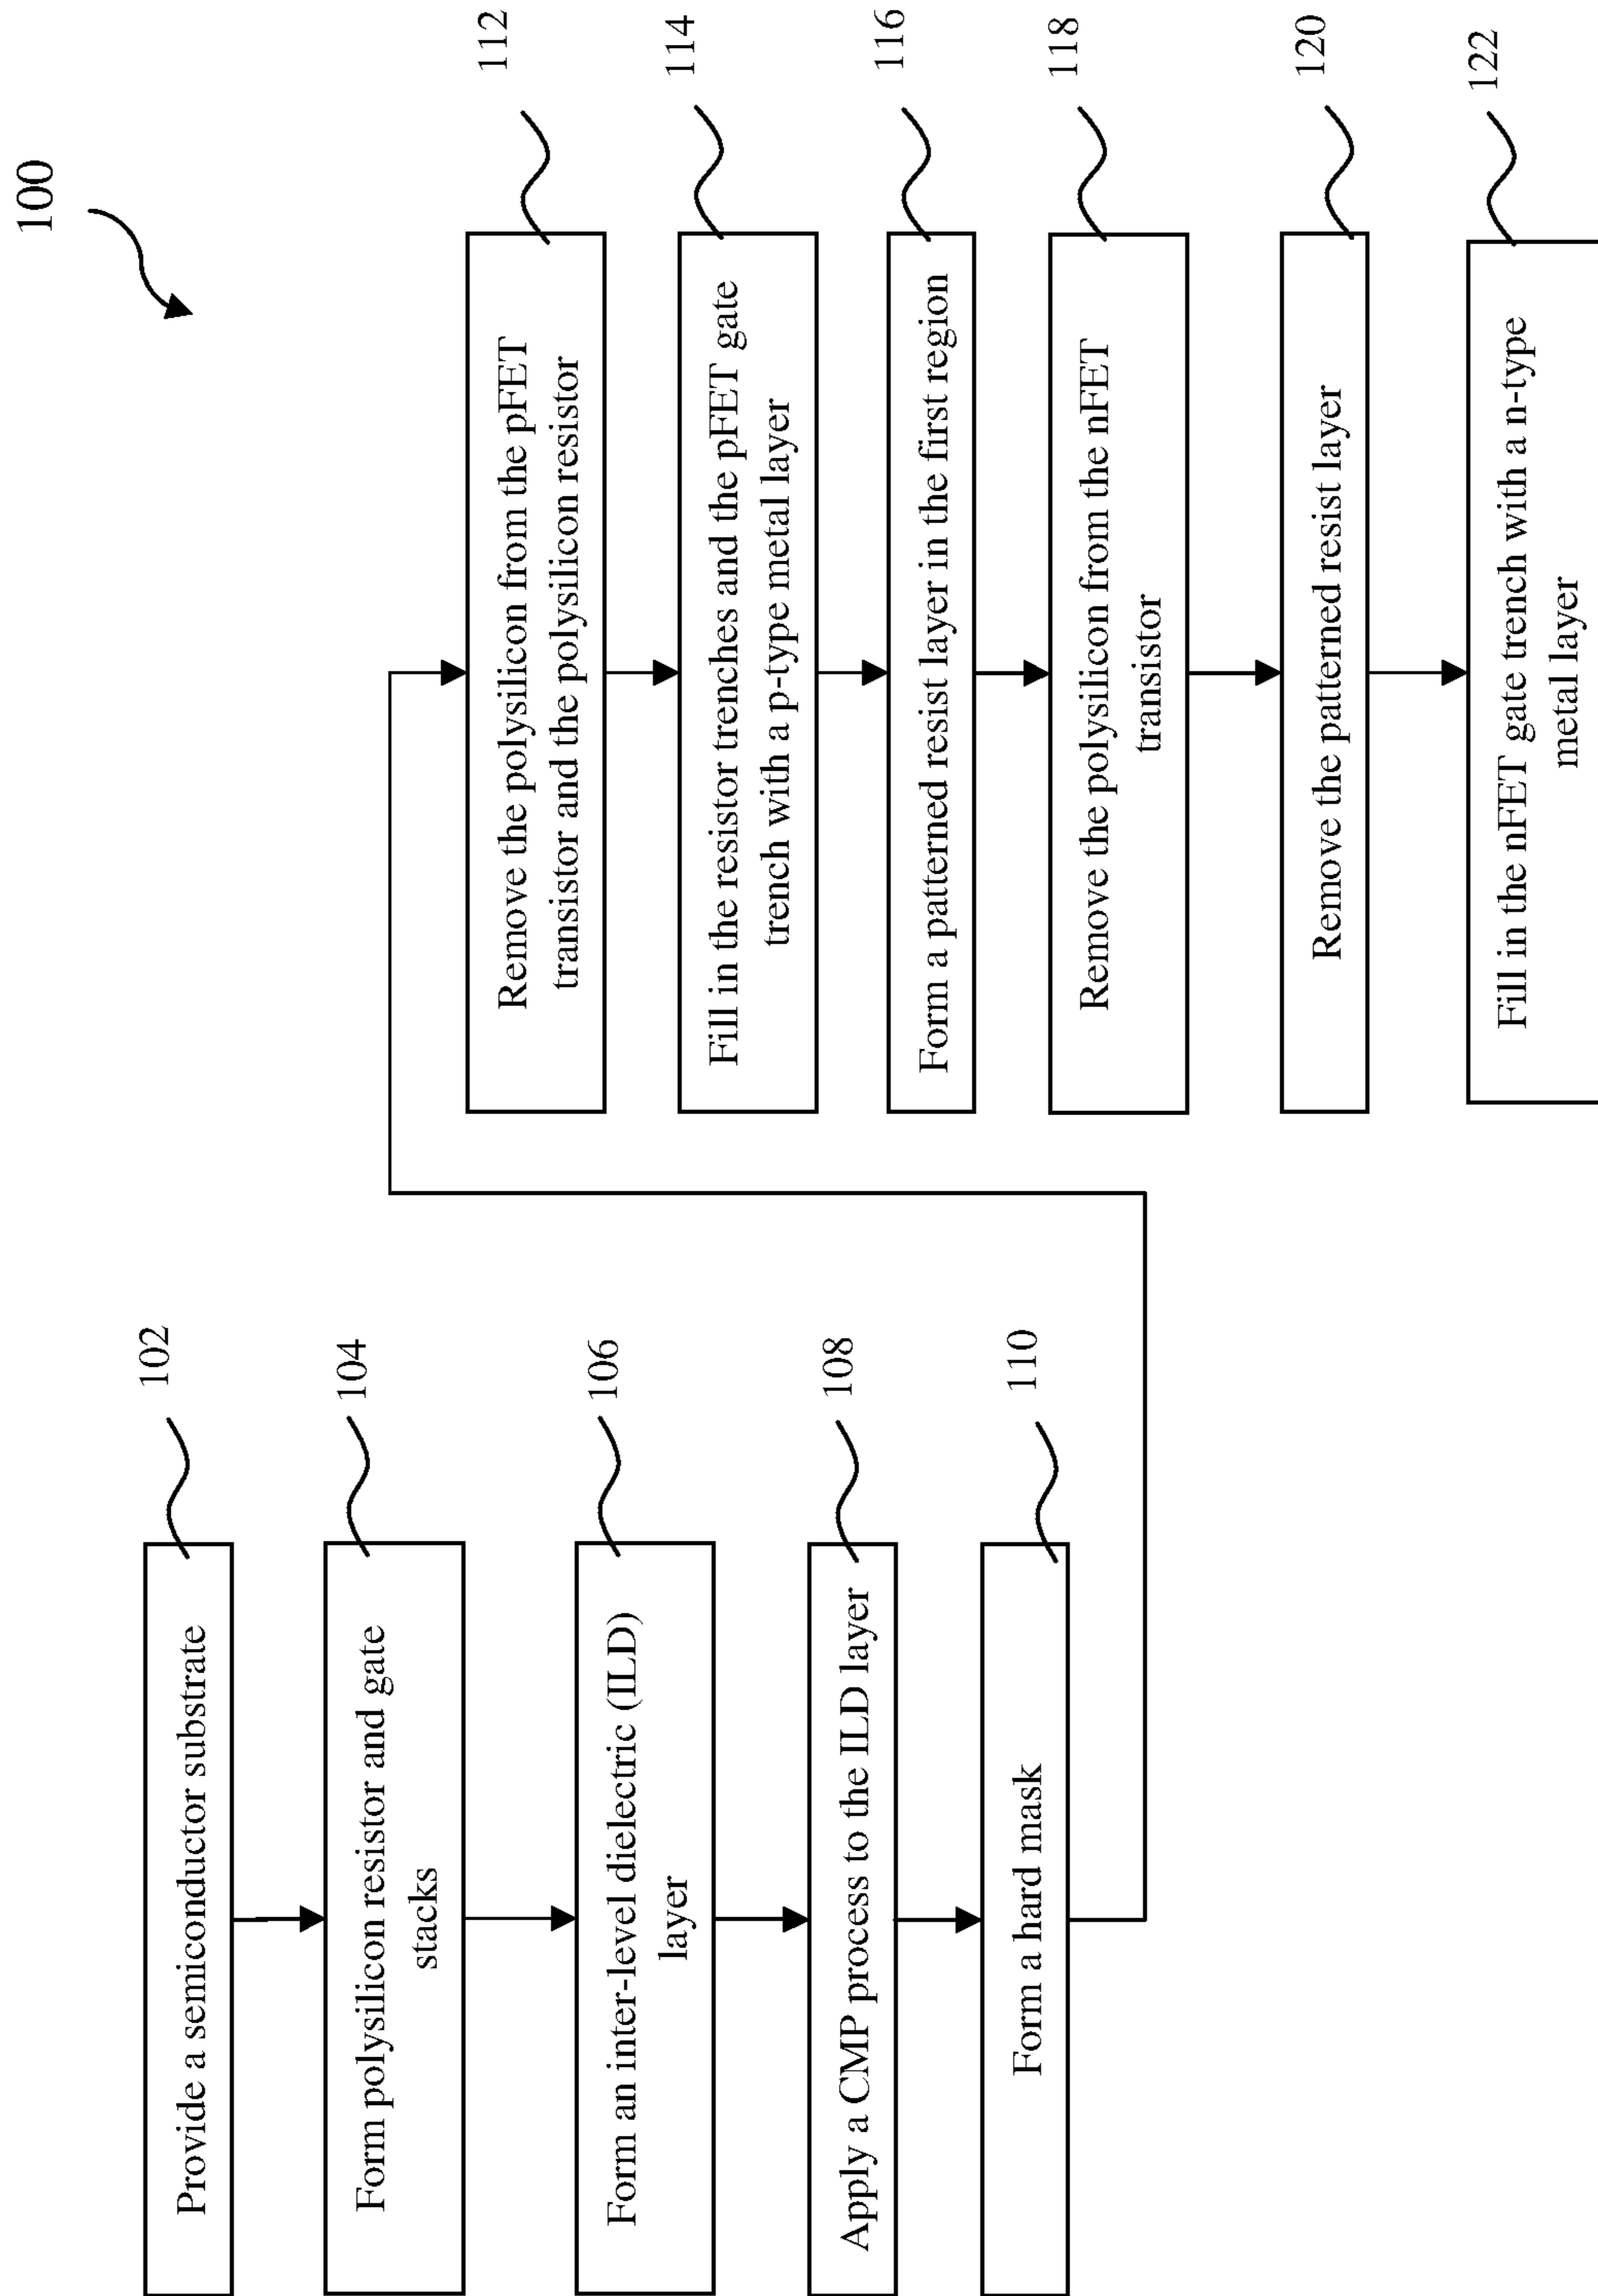 100
Provide a semiconductor substrate
102
Form polysilicon resistor and gate
stacks
104
Form an inter-level dielectric (ILD)
layer
106
Apply a CMP process to the ILD layer
108
Form a hard mask
110
Remove the polysilicon from the pFET
transistor and the polysilicon resistor
112
Fill in the resistor trenches and the pFET gate
trench with a p-type metal layer
114
Form a patterned resist layer in the first region
116
Remove the polysilicon from the nFET
transistor
118
Remove the patterned resist layer
120
Fill in the nFET gate trench with a n-type
metal layer
122